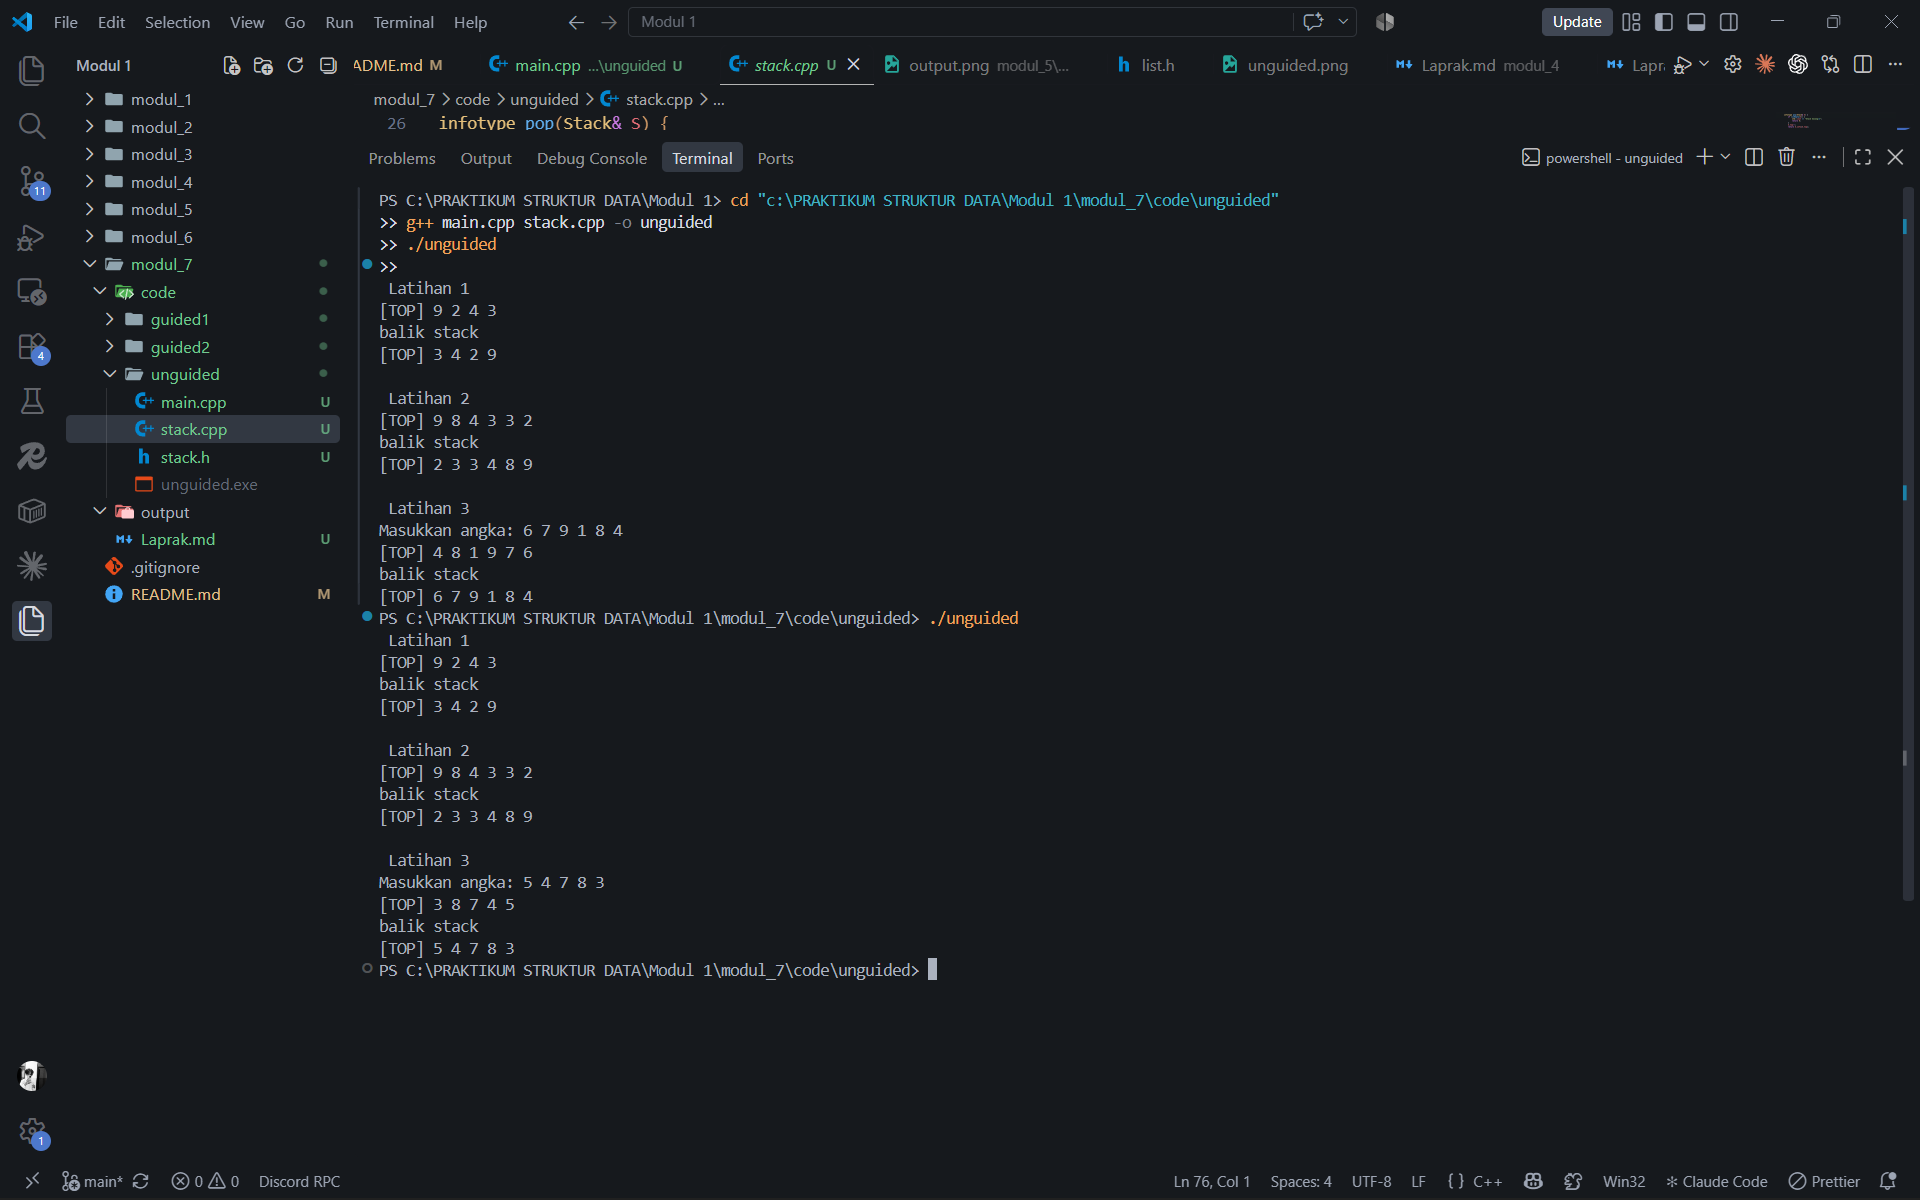 File Edit Selection View Go Run Terminal Help
Modul 1
Update
Modul 1
ADME.md M
main.cpp ...\unguided U
stack.cpp U
output.png modul_5\...
list.h
unguided.png
Laprak.md modul_4
Lapr
modul_1
modul_2
modul_3
modul_4
modul_5
modul_6
modul_7
code
guided1
guided2
unguided
main.cpp U
stack.cpp U
stack.h U
unguided.exe
output
Laprak.md U
.gitignore
README.md M
11
4
1
modul_7 > code > unguided > stack.cpp > ...
26 infotype pop(Stack& S) {
Problems Output Debug Console Terminal Ports
powershell - unguided
PS C:\PRAKTIKUM STRUKTUR DATA\Modul 1> cd "c:\PRAKTIKUM STRUKTUR DATA\Modul 1\modul_7\code\unguided"
>> g++ main.cpp stack.cpp -o unguided
>> ./unguided
>>
Latihan 1
[TOP] 9 2 4 3
balik stack
[TOP] 3 4 2 9
Latihan 2
[TOP] 9 8 4 3 3 2
balik stack
[TOP] 2 3 3 4 8 9
Latihan 3
Masukkan angka: 6 7 9 1 8 4
[TOP] 4 8 1 9 7 6
balik stack
[TOP] 6 7 9 1 8 4
PS C:\PRAKTIKUM STRUKTUR DATA\Modul 1\modul_7\code\unguided> ./unguided
Latihan 1
[TOP] 9 2 4 3
balik stack
[TOP] 3 4 2 9
Latihan 2
[TOP] 9 8 4 3 3 2
balik stack
[TOP] 2 3 3 4 8 9
Latihan 3
Masukkan angka: 5 4 7 8 3
[TOP] 3 8 7 4 5
balik stack
[TOP] 5 4 7 8 3
PS C:\PRAKTIKUM STRUKTUR DATA\Modul 1\modul_7\code\unguided>
main* 0 0 Discord RPC
Ln 76, Col 1 Spaces: 4 UTF-8 LF {} C++ Win32 Claude Code Prettier